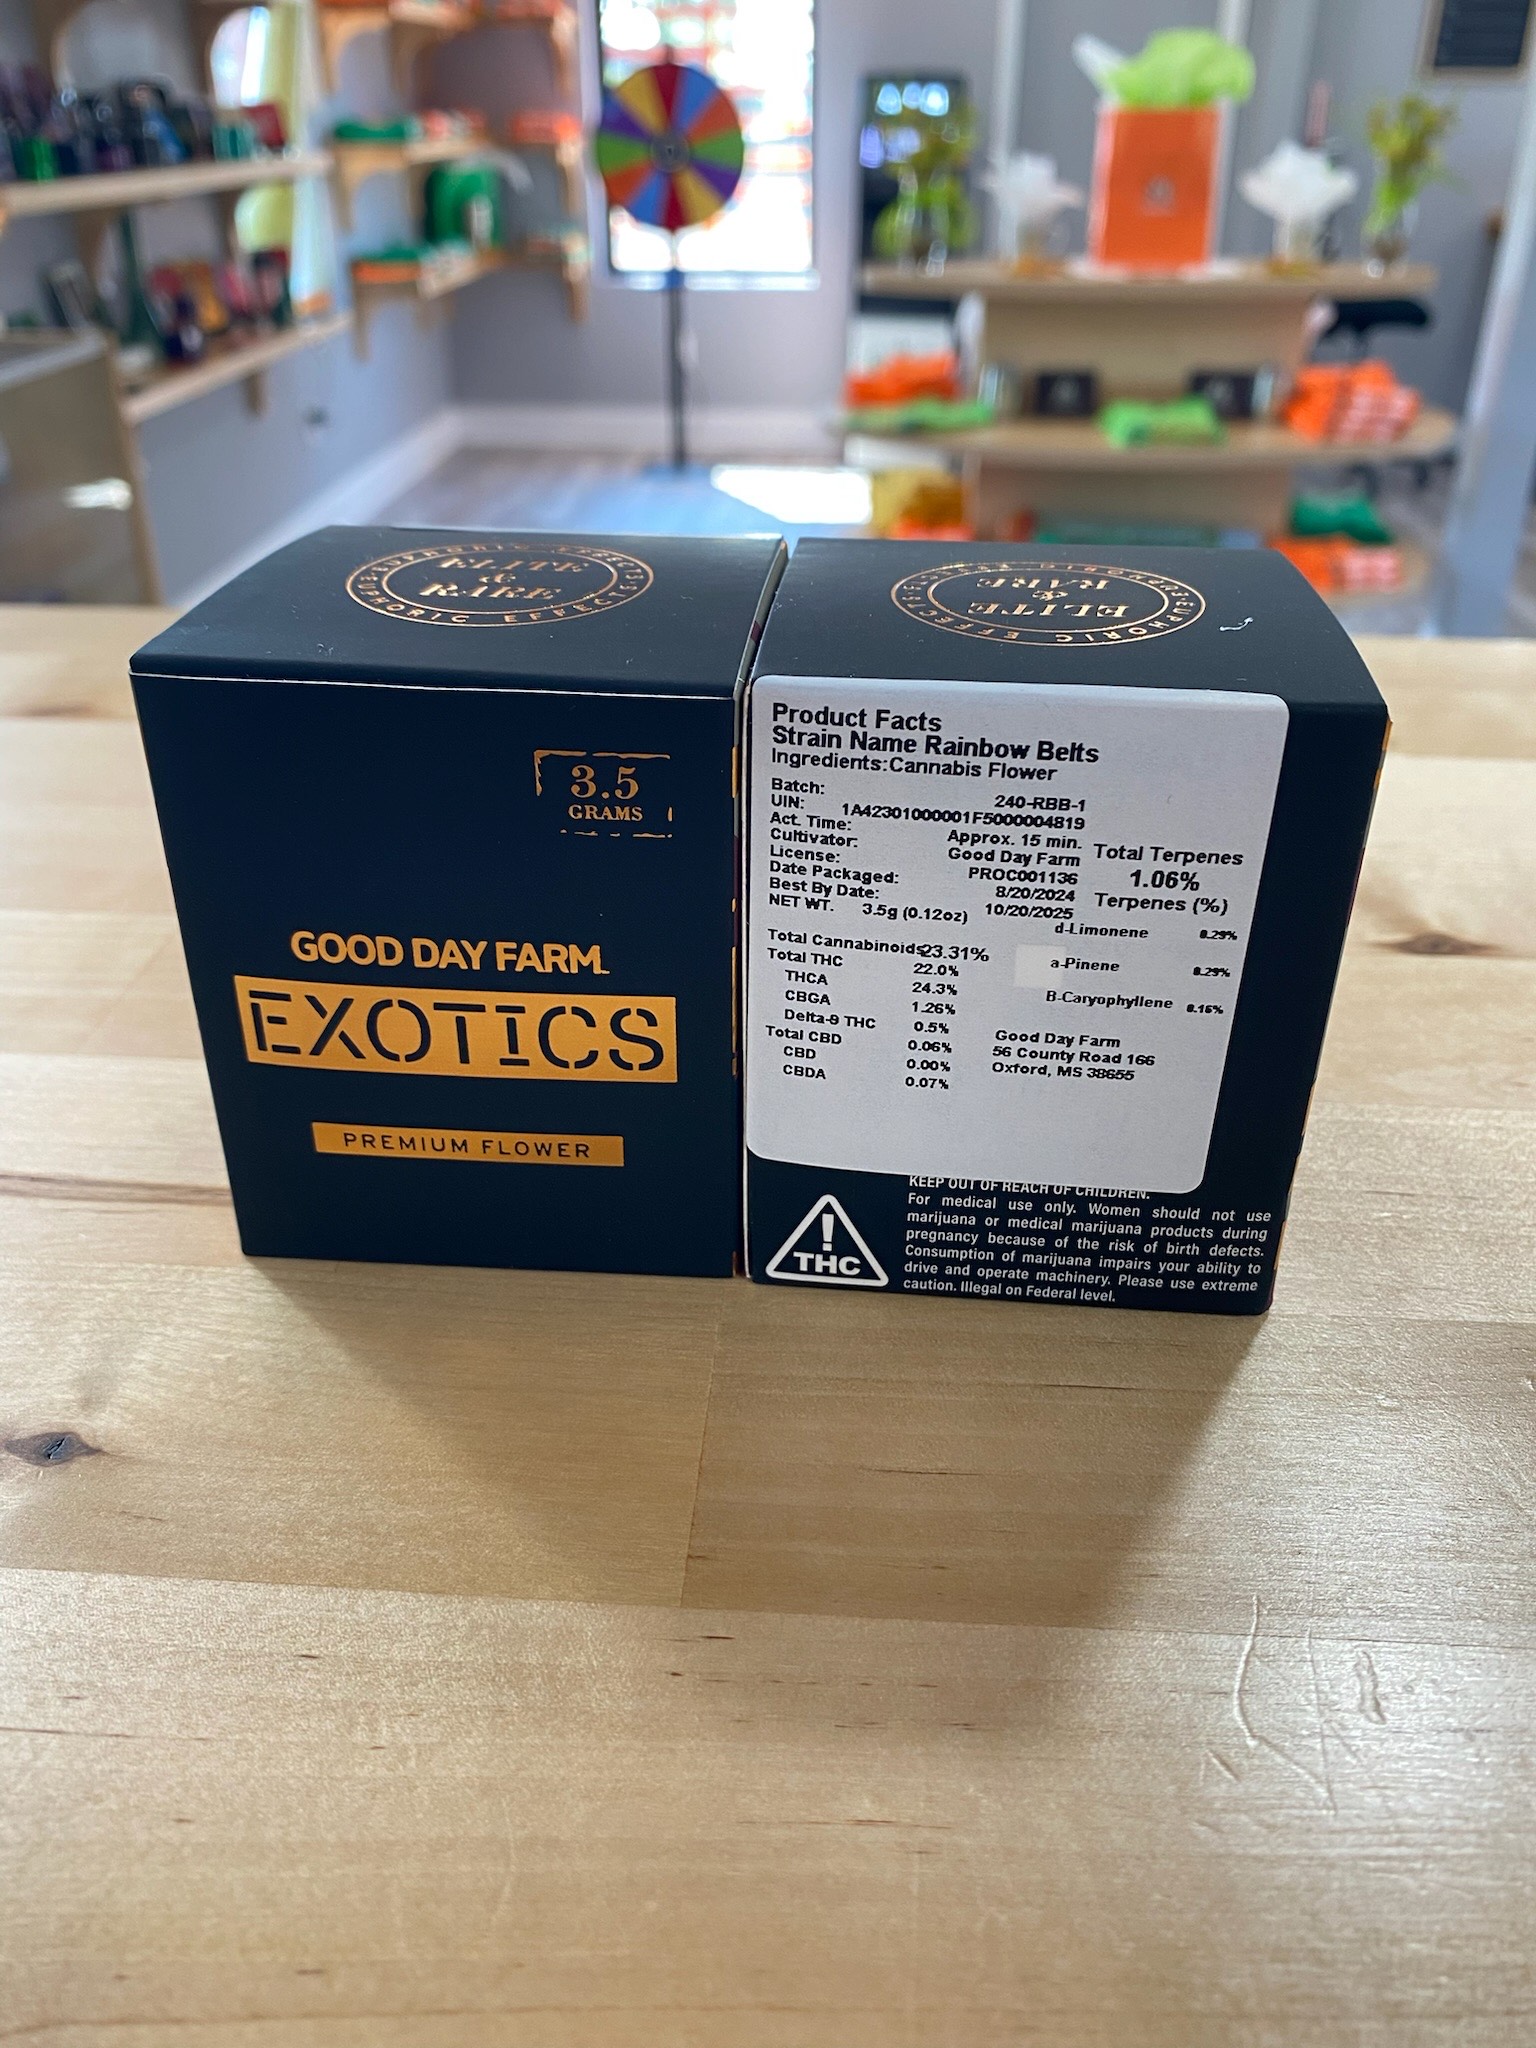 EUPHORIC EFFECTS
ELITE
&
RARE
EUPHORIC EFFECTS
3.5
GRAMS
GOOD DAY FARM
EXOTICS
PREMIUM FLOWER
EUPHORIC EFFECTS
ELITE
&
RARE
Product Facts
Strain Name Rainbow Belts
Ingredients:Cannabis Flower
Batch: 240-RBB-1
UIN: 1A42301000001F5000004819
Act. Time: Approx. 15 min.
Cultivator: Good Day Farm
License: PROC001136
Date Packaged: 8/20/2024
Best By Date: 10/20/2025
NET WT. 3.5g (0.12oz)
Total Terpenes
1.06%
Terpenes (%)
d-Limonene 0.29%
a-Pinene 0.29%
B-Caryophyllene 0.16%
Total Cannabinoids 23.31%
Total THC 22.0%
THCA 24.3%
CBGA 1.26%
Delta-9 THC 0.5%
Total CBD 0.06%
CBD 0.00%
CBDA 0.07%
Good Day Farm
56 County Road 166
Oxford, MS 38655
THC
KEEP OUT OF REACH OF CHILDREN.
For medical use only. Women should not use
marijuana or medical marijuana products during
pregnancy because of the risk of birth defects.
Consumption of marijuana impairs your ability to
drive and operate machinery. Please use extreme
caution. Illegal on Federal level.